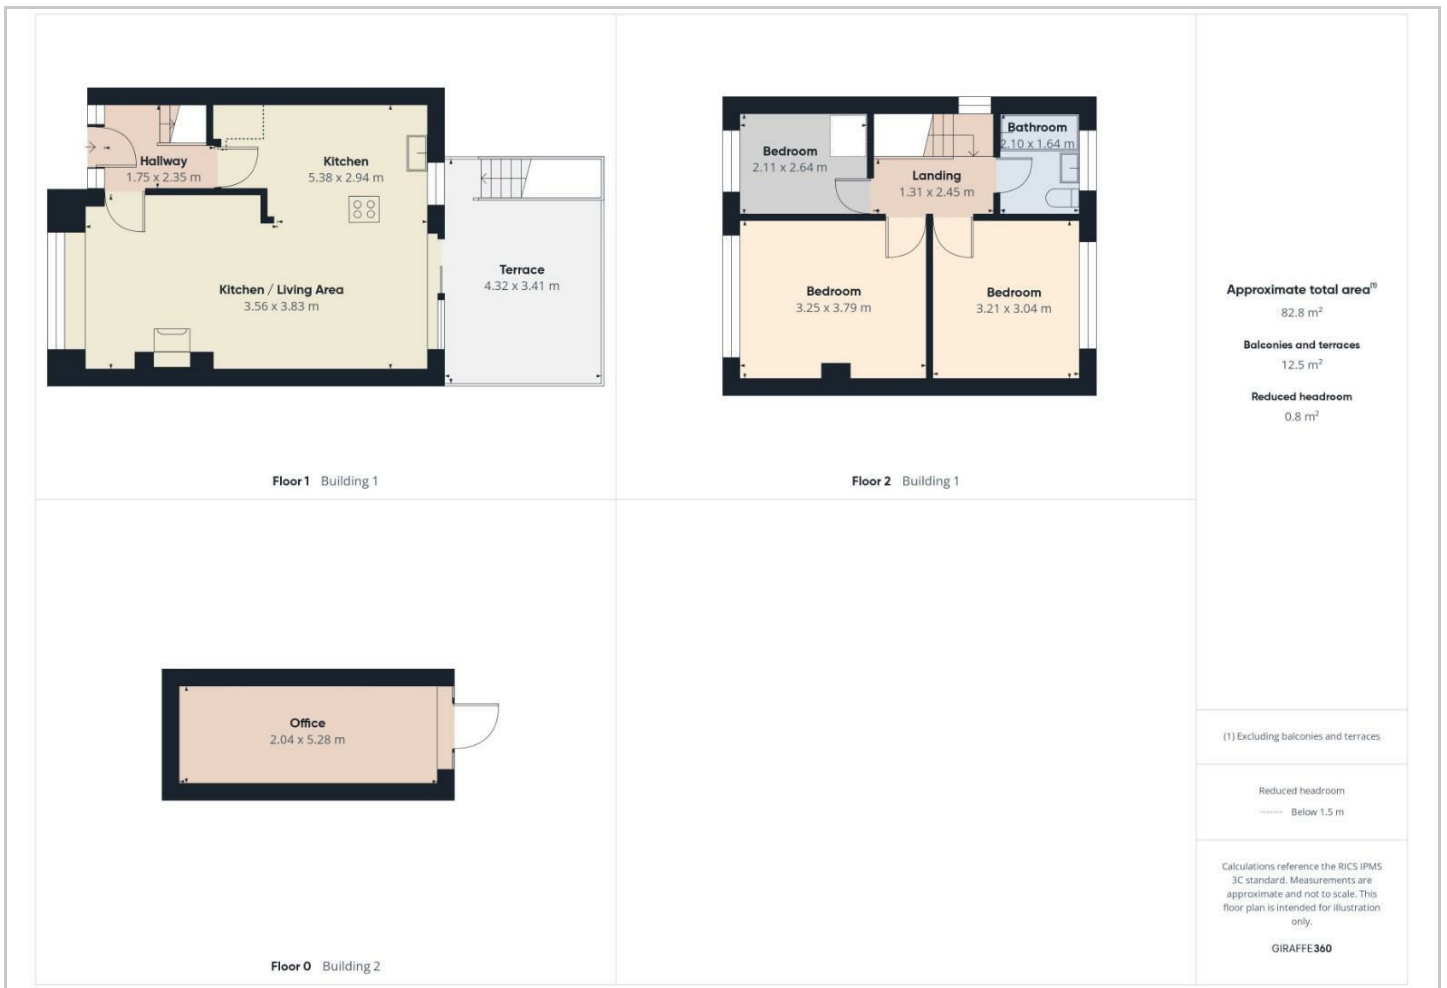 Hallway
1.75 x 2.35 m
Kitchen
5.38 x 2.94 m
Kitchen / Living Area
3.56 x 3.83 m
Terrace
4.32 x 3.41 m
Floor 1 Building 1
Bedroom
2.11 x 2.64 m
Bathroom
2.10 x 1.64 m
Landing
1.31 x 2.45 m
Bedroom
3.25 x 3.79 m
Bedroom
3.21 x 3.04 m
Floor 2 Building 1
Office
2.04 x 5.28 m
Floor 0 Building 2
Approximate total area(1)
82.8 m²
Balconies and terraces
12.5 m²
Reduced headroom
0.8 m²
(1) Excluding balconies and terraces
Reduced headroom
Below 1.5 m
Calculations reference the RICS IPMS
3C standard. Measurements are
approximate and not to scale. This
floor plan is intended for illustration
only.
GIRAFFE360